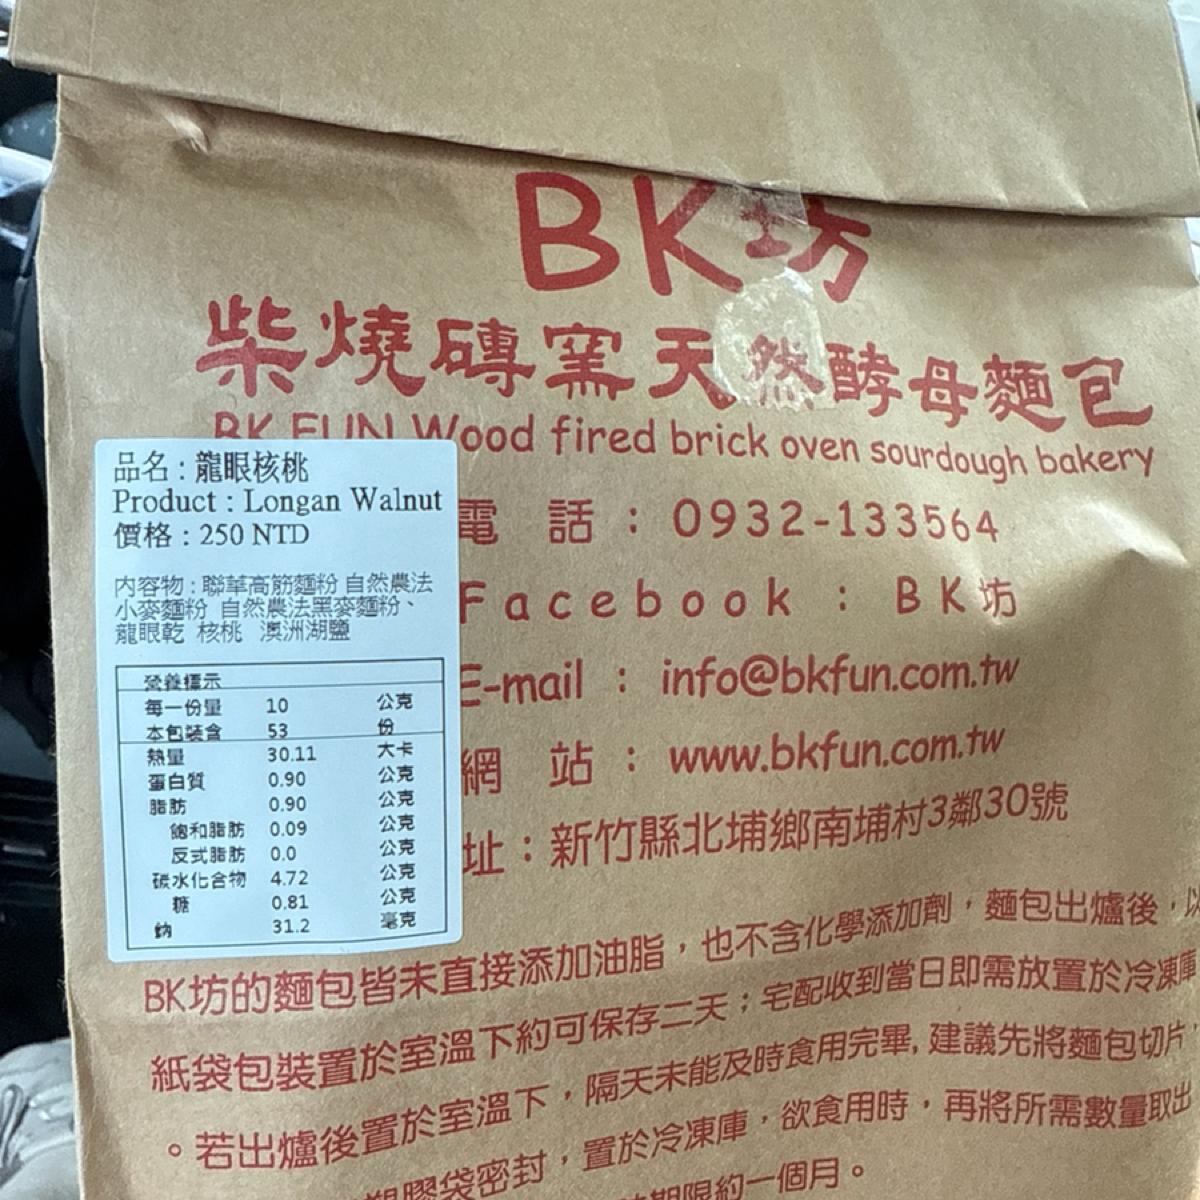 BK坊
柴燒磚窯天然酵母麵包
BK FUN Wood fired brick oven sourdough bakery
電 話 : 0932-133564
Facebook : BK坊
E-mail : info@bkfun.com.tw
網 站 : www.bkfun.com.tw
址:新竹縣北埔鄉南埔村3鄰30號
品名 : 龍眼核桃
Product : Longan Walnut
價格 : 250 NTD
內容物 : 聯華高筋麵粉 自然農法
小麥麵粉 自然農法黑麥麵粉、
龍眼乾 核桃 澳洲湖鹽
營養標示
每一份量 10 公克
本包裝含 53 份
熱量 30.11 大卡
蛋白質 0.90 公克
脂肪 0.90 公克
飽和脂肪 0.09 公克
反式脂肪 0.0 公克
碳水化合物 4.72 公克
糖 0.81 公克
鈉 31.2 毫克
BK坊的麵包皆未直接添加油脂,也不含化學添加劑,麵包出爐後,以
紙袋包裝置於室溫下約可保存二天;宅配收到當日即需放置於冷凍庫
。若出爐後置於室溫下,隔天未能及時食用完畢,建議先將麵包切片
塑膠袋密封,置於冷凍庫,欲食用時,再將所需數量取出
期限約一個月。